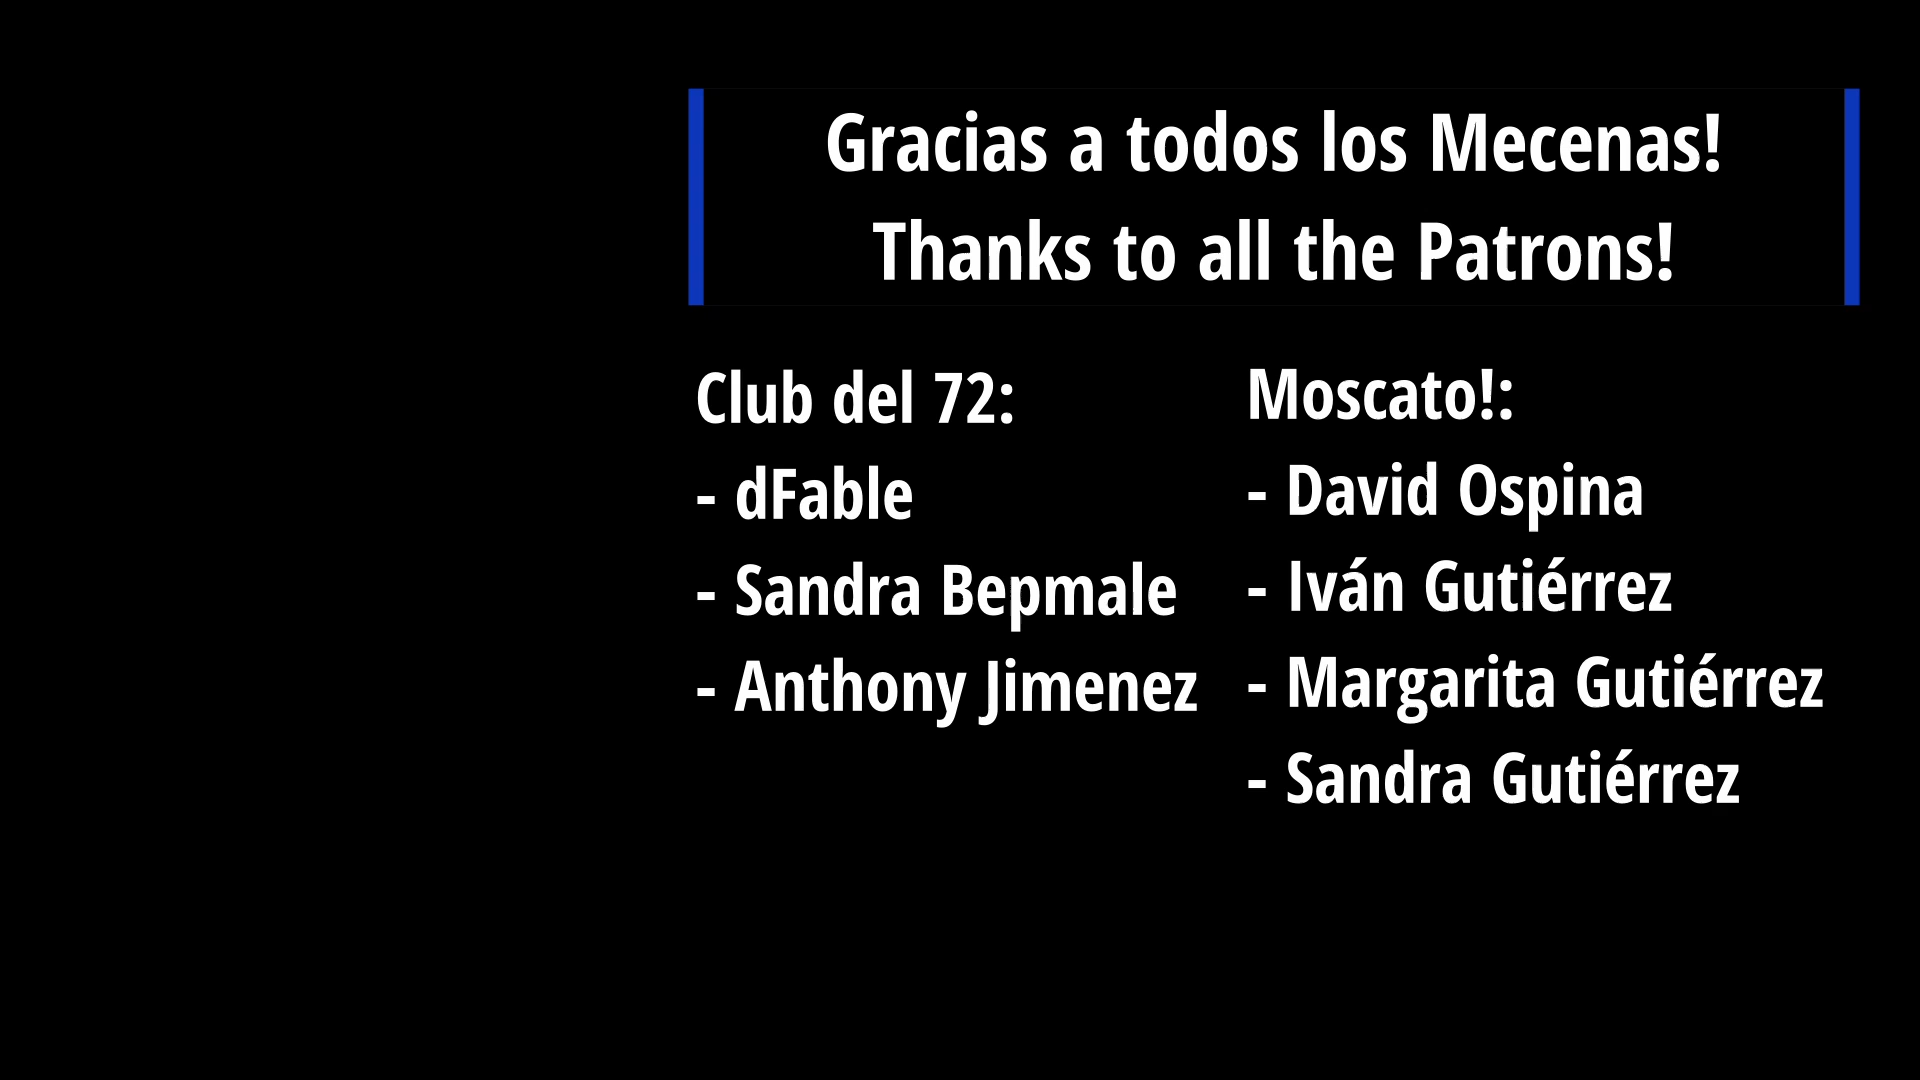 Gracias a todos los Mecenas!
Thanks to all the Patrons!
Club del 72:
- dFable
- Sandra Bepmale
- Anthony Jimenez
Moscato!:
- David Ospina
- Iván Gutiérrez
- Margarita Gutiérrez
- Sandra Gutiérrez